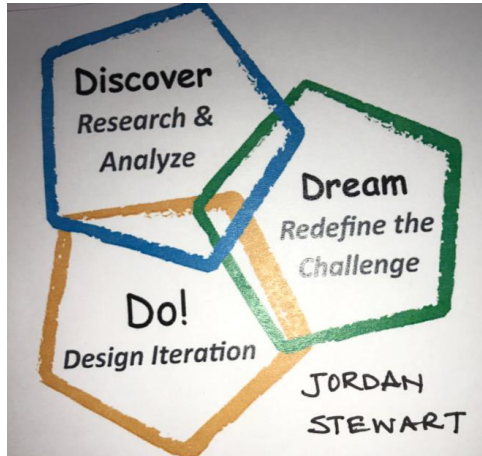 Discover
Research &
Analyze
Dream
Redefine the
Challenge
Do!
Design Iteration
JORDAN
STEWART